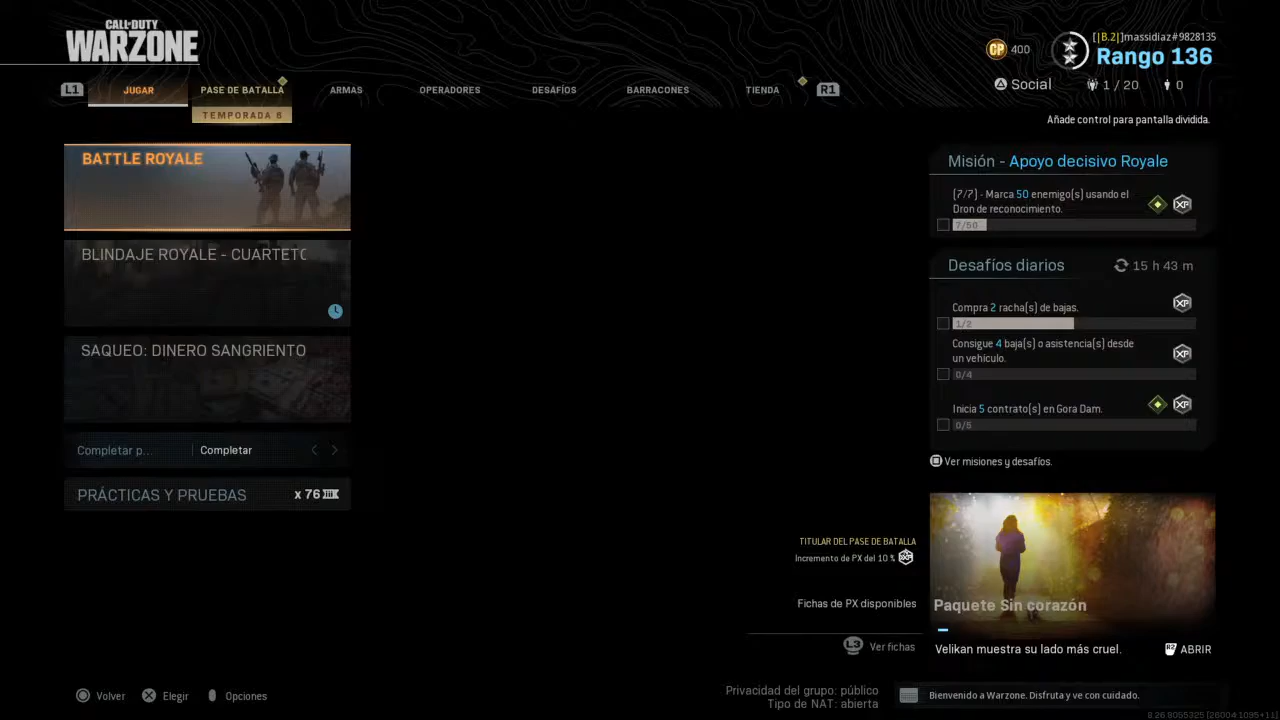 CALL·DUTY
WARZONE
CP 400
[|B.2|]massidiaz#9828135
Rango 136
Social
1 / 20
0
L1
JUGAR
PASE DE BATALLA
ARMAS
OPERADORES
DESAFÍOS
BARRACONES
TIENDA
R1
TEMPORADA 6
Añade control para pantalla dividida.
BATTLE ROYALE
BLINDAJE ROYALE - CUARTETO
SAQUEO: DINERO SANGRIENTO
Completar p... Completar
PRÁCTICAS Y PRUEBAS x 76
Misión - Apoyo decisivo Royale
(7/7) - Marca 50 enemigo(s) usando el
Dron de reconocimiento.
XP
7/50
Desafíos diarios 15 h 43 m
Compra 2 racha(s) de bajas.
XP
1/2
Consigue 4 baja(s) o asistencia(s) desde
un vehículo.
XP
0/4
Inicia 5 contrato(s) en Gora Dam.
XP
0/5
Ver misiones y desafíos.
TITULAR DEL PASE DE BATALLA
Incremento de PX del 10 %
Fichas de PX disponibles
L3 Ver fichas
Paquete Sin corazón
Velikan muestra su lado más cruel.
R2 ABRIR
Volver
Elegir
Opciones
Privacidad del grupo: público
Tipo de NAT: abierta
Bienvenido a Warzone. Disfruta y ve con cuidado.